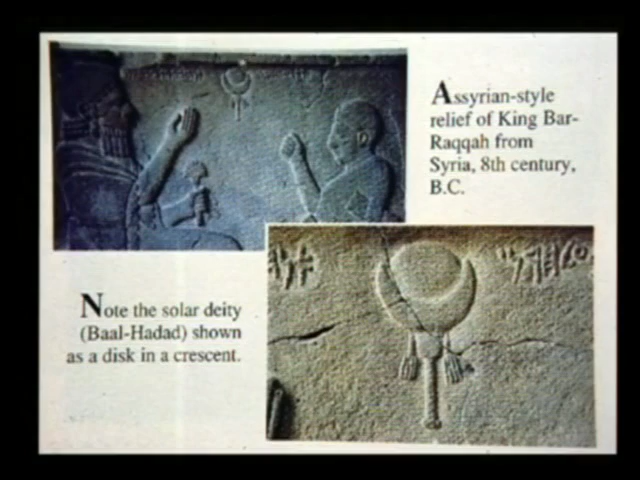 Assyrian-style
relief of King Bar-
Raqqah from
Syria, 8th century,
B.C.
Note the solar deity
(Baal-Hadad) shown
as a disk in a crescent.